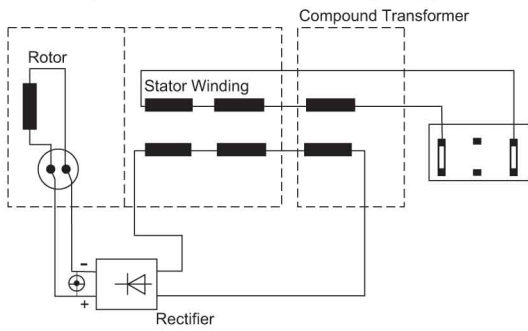 Compound Transformer
Rotor
Stator Winding
-
+
Rectifier